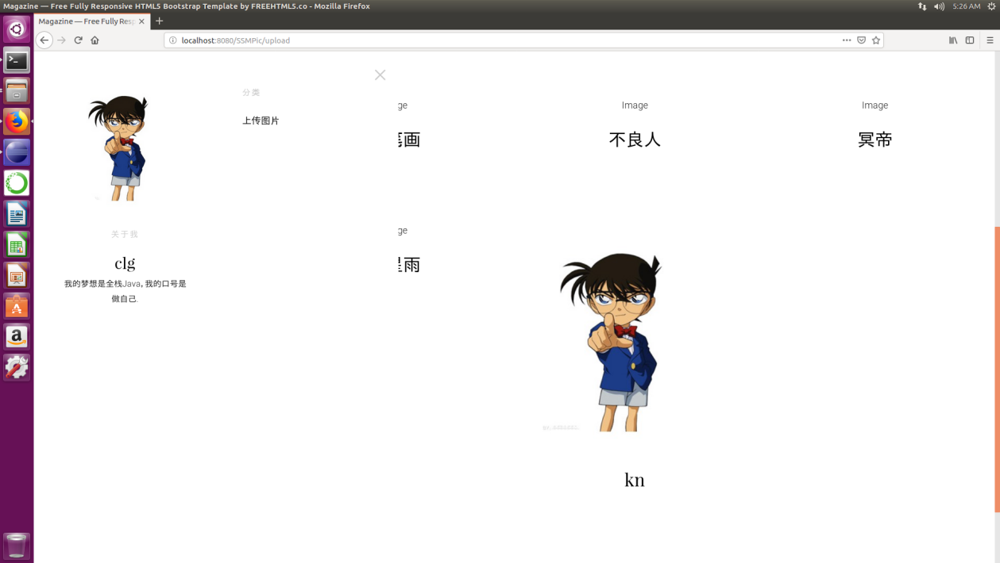 Magazine — Free Fully Responsive HTML5 Bootstrap Template by FREEHTML5.co - Mozilla Firefox
5:26 AM
Magazine — Free Fully Resp
localhost:8080/SSMPic/upload
分类
上传图片
关于我
clg
我的梦想是全栈Java, 我的口号是
做自己.
ge
画
Image
不良人
Image
冥帝
ge
雨
kn